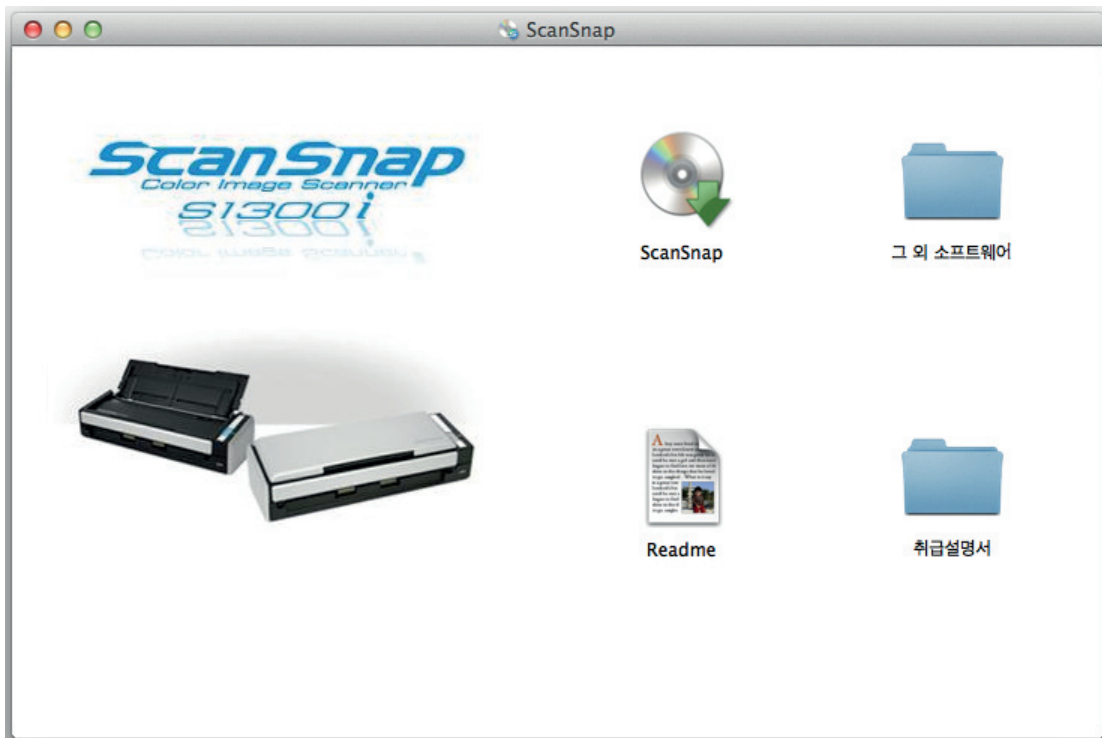 ScanSnap
ScanSnap
Color Image Scanner
S1300i
ScanSnap
그 외 소프트웨어
Readme
취급설명서